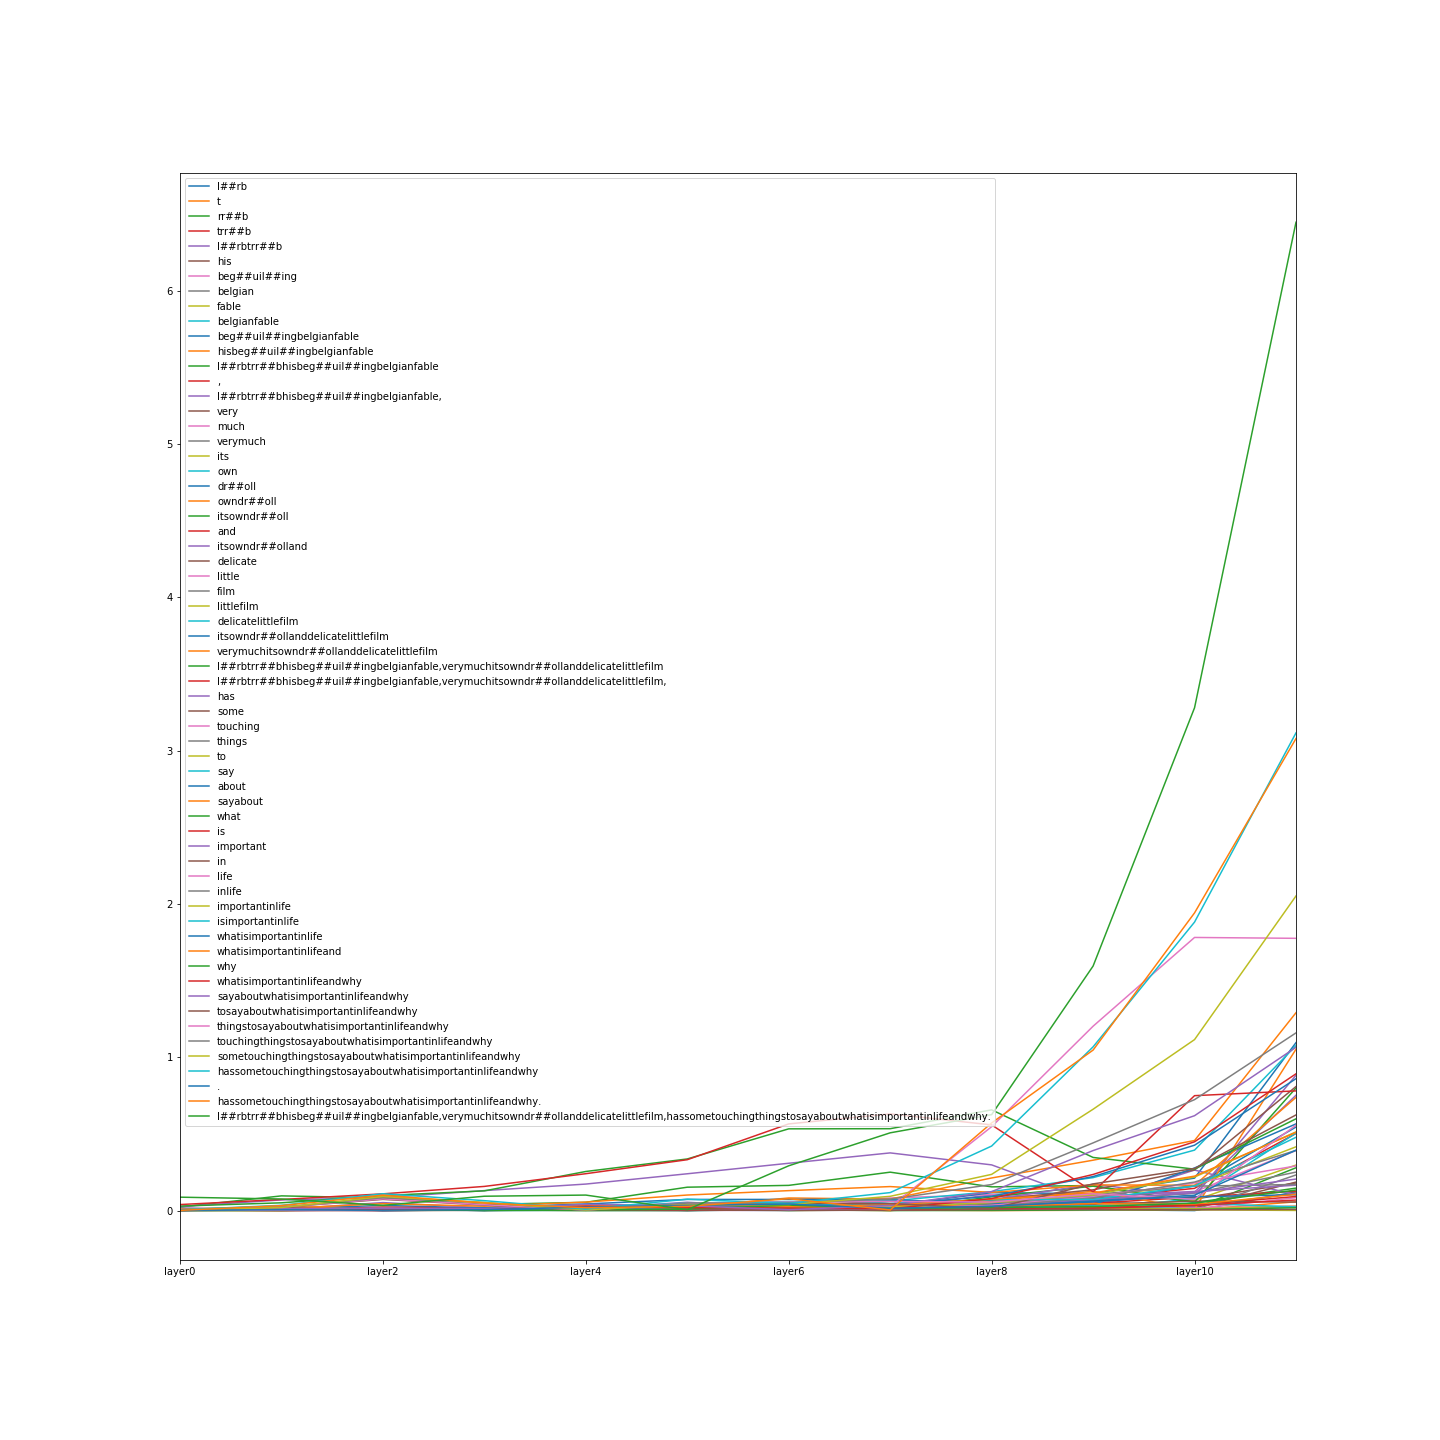 l##rb
t
rr##b
trr##b
l##rbtrr##b
his
beg##uil##ing
belgian
fable
belgianfable
beg##uil##ingbelgianfable
hisbeg##uil##ingbelgianfable
l##rbtrr##bhisbeg##uil##ingbelgianfable
,
l##rbtrr##bhisbeg##uil##ingbelgianfable,
very
much
verymuch
its
own
dr##oll
owndr##oll
itsowndr##oll
and
itsowndr##olland
delicate
little
film
littlefilm
delicatelittlefilm
itsowndr##ollanddelicatelittlefilm
verymuchitsowndr##ollanddelicatelittlefilm
l##rbtrr##bhisbeg##uil##ingbelgianfable,verymuchitsowndr##ollanddelicatelittlefilm
l##rbtrr##bhisbeg##uil##ingbelgianfable,verymuchitsowndr##ollanddelicatelittlefilm,
has
some
touching
things
to
say
about
sayabout
what
is
important
in
life
inlife
importantinlife
isimportantinlife
whatisimportantinlife
whatisimportantinlifeand
why
whatisimportantinlifeandwhy
sayaboutwhatisimportantinlifeandwhy
tosayaboutwhatisimportantinlifeandwhy
thingstosayaboutwhatisimportantinlifeandwhy
touchingthingstosayaboutwhatisimportantinlifeandwhy
sometouchingthingstosayaboutwhatisimportantinlifeandwhy
hassometouchingthingstosayaboutwhatisimportantinlifeandwhy
.
hassometouchingthingstosayaboutwhatisimportantinlifeandwhy.
l##rbtrr##bhisbeg##uil##ingbelgianfable,verymuchitsowndr##ollanddelicatelittlefilm,hassometouchingthingstosayaboutwhatisimportantinlifeandwhy.
6
5
4
3
2
1
0
layer0 layer2 layer4 layer6 layer8 layer10